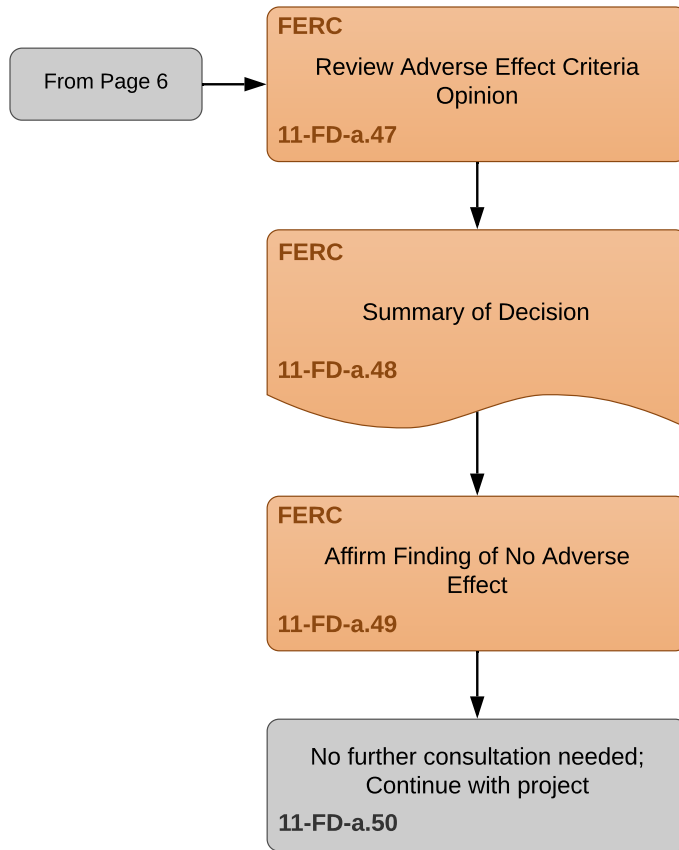 From Page 6
FERC
Review Adverse Effect Criteria
Opinion
11-FD-a.47
FERC
Summary of Decision
11-FD-a.48
FERC
Affirm Finding of No Adverse
Effect
11-FD-a.49
No further consultation needed;
Continue with project
11-FD-a.50